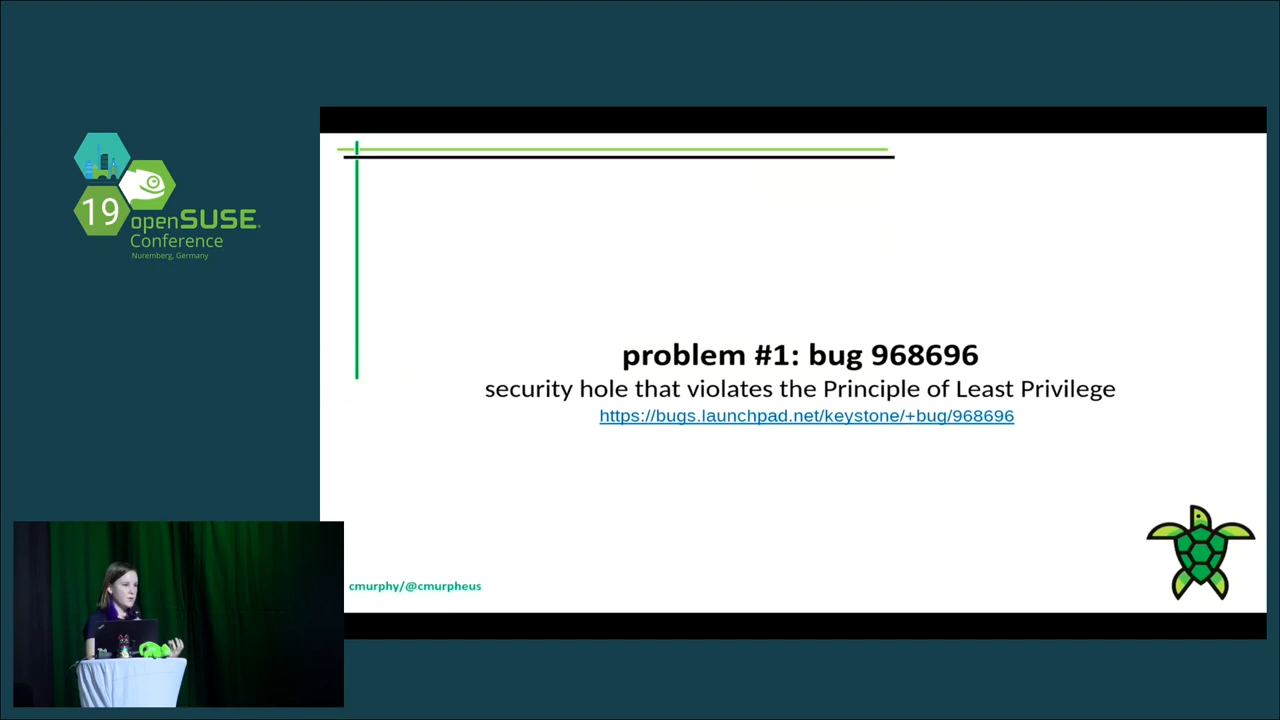 19
openSUSE
Conference
Nuremberg, Germany
problem #1: bug 968696
security hole that violates the Principle of Least Privilege
https://bugs.launchpad.net/keystone/+bug/968696
cmurphy/@cmurpheus